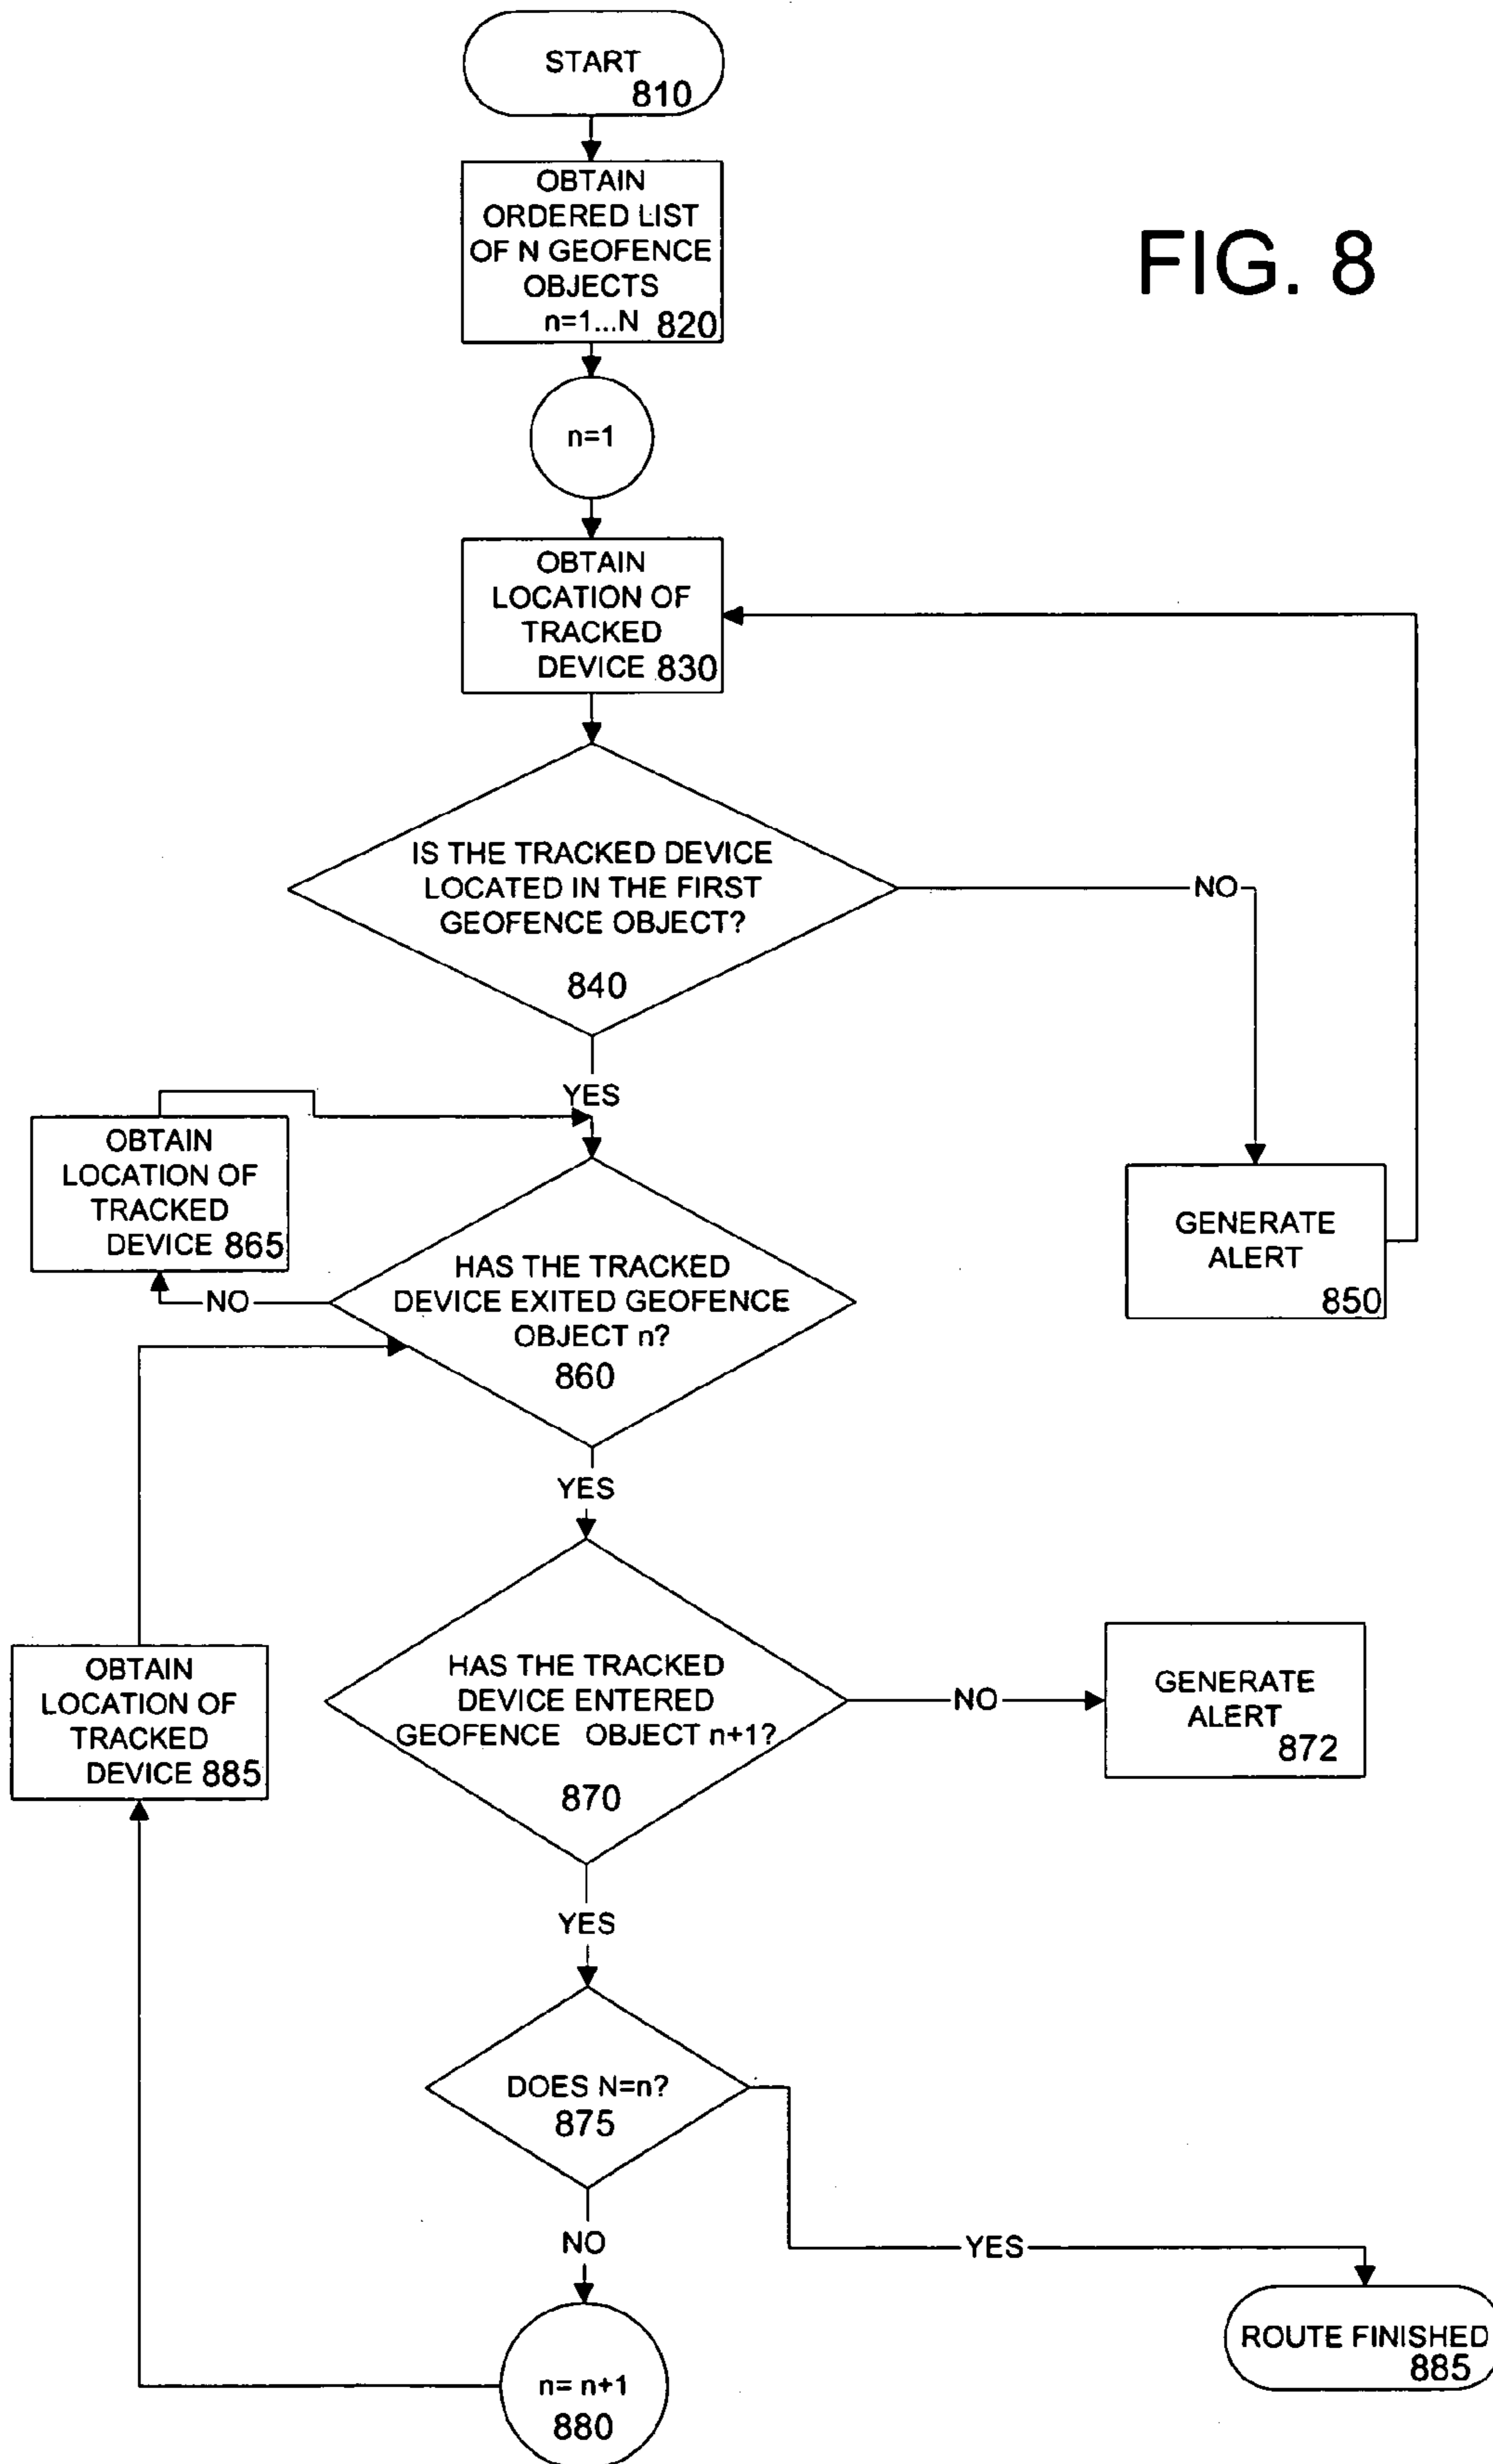 START
810
OBTAIN
ORDERED LIST
OF N GEOFENCE
OBJECTS
n=1...N 820
FIG. 8
n=1
OBTAIN
LOCATION OF
TRACKED
DEVICE 830
IS THE TRACKED DEVICE
LOCATED IN THE FIRST
GEOFENCE OBJECT?
840
NO
YES
OBTAIN
LOCATION OF
TRACKED
DEVICE 865
GENERATE
ALERT
850
HAS THE TRACKED
DEVICE EXITED GEOFENCE
OBJECT n?
860
NO
YES
OBTAIN
LOCATION OF
TRACKED
DEVICE 885
HAS THE TRACKED
DEVICE ENTERED
GEOFENCE OBJECT n+1?
870
NO
GENERATE
ALERT
872
YES
DOES N=n?
875
NO
YES
n= n+1
880
ROUTE FINISHED
885